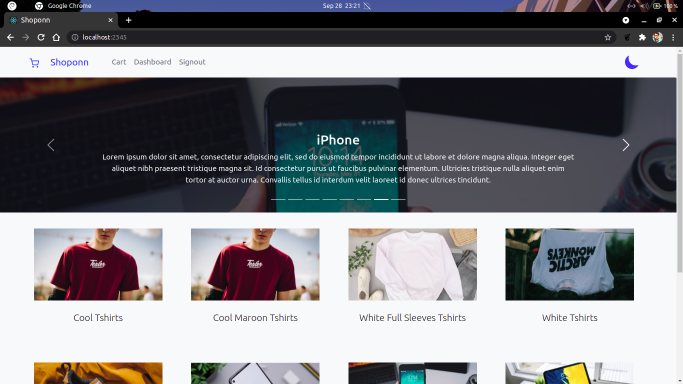 Google Chrome
Sep 28 23:21
100 %
Shoponn
localhost:2345
Shoponn
Cart
Dashboard
Signout
iPhone
Lorem ipsum dolor sit amet, consectetur adipiscing elit, sed do eiusmod tempor incididunt ut labore et dolore magna aliqua. Integer eget
aliquet nibh praesent tristique magna sit. Id consectetur purus ut faucibus pulvinar elementum. Ultricies tristique nulla aliquet enim
tortor at auctor urna. Convallis tellus id interdum velit laoreet id donec ultrices tincidunt.
ARCTIC
MONKEYS
Cool Tshirts
Cool Maroon Tshirts
White Full Sleeves Tshirts
White Tshirts